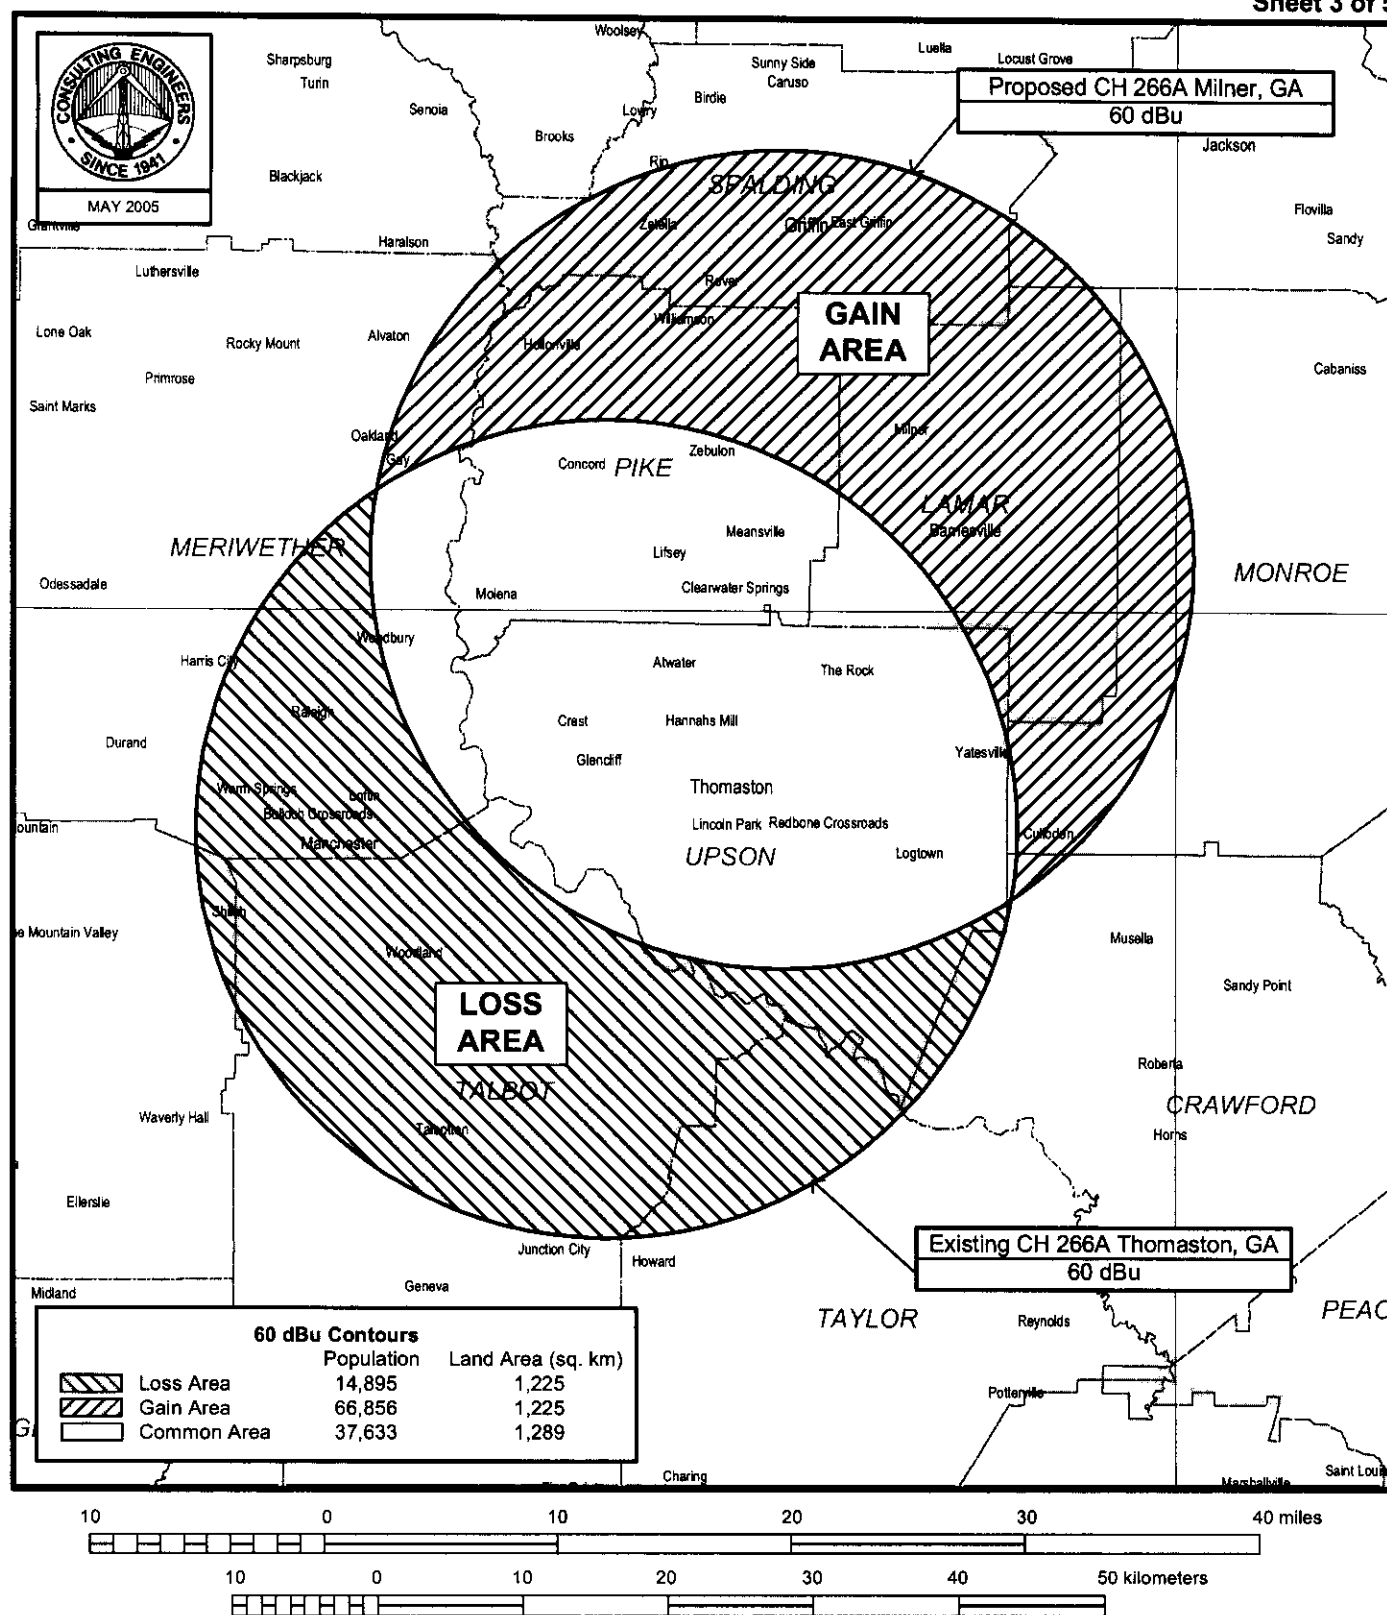 Sheet 3 of 5
CONSULTING ENGINEERS
• SINCE 1941 •
MAY 2005
Woolsey
Luella
Locust Grove
Sharpsburg
Turin
Sunny Side
Caruso
Birdie
Senoia
Lowry
Brooks
Proposed CH 266A Milner, GA
60 dBu
Jackson
Rio
Blackjack
SPALDING
Grantville
Zetella
Griffin
East Griffin
Flovilla
Sandy
Haralson
Luthersville
Rover
Williamson
GAIN
AREA
Lone Oak
Rocky Mount
Alvaton
Hollonville
Primrose
Cabaniss
Saint Marks
Oakland
Gay
Milner
Zebulon
Concord
PIKE
LAMAR
Barnesville
Meansville
MERIWETHER
Lifsey
MONROE
Odessadale
Molena
Clearwater Springs
Woodbury
Harris City
Atwater
The Rock
Raleigh
Crest
Hannahs Mill
Durand
Glencliff
Yatesville
Warm Springs
Loftin
Thomaston
Bulloch Crossroads
Lincoln Park
Redbone Crossroads
Culloden
ountain
Manchester
UPSON
Logtown
Shiloh
e Mountain Valley
Woodland
Musella
Sandy Point
LOSS
AREA
Roberta
TALBOT
CRAWFORD
Waverly Hall
Talbotton
Horns
Ellerslie
Junction City
Howard
Existing CH 266A Thomaston, GA
60 dBu
Geneva
Midland
TAYLOR
Reynolds
PEAC
60 dBu Contours
Population Land Area (sq. km)
Loss Area 14,895 1,225
Gain Area 66,856 1,225
Common Area 37,633 1,289
Potterville
Charing
Marshallville
Saint Loui
10 0 10 20 30 40 miles
10 0 10 20 30 40 50 kilometers